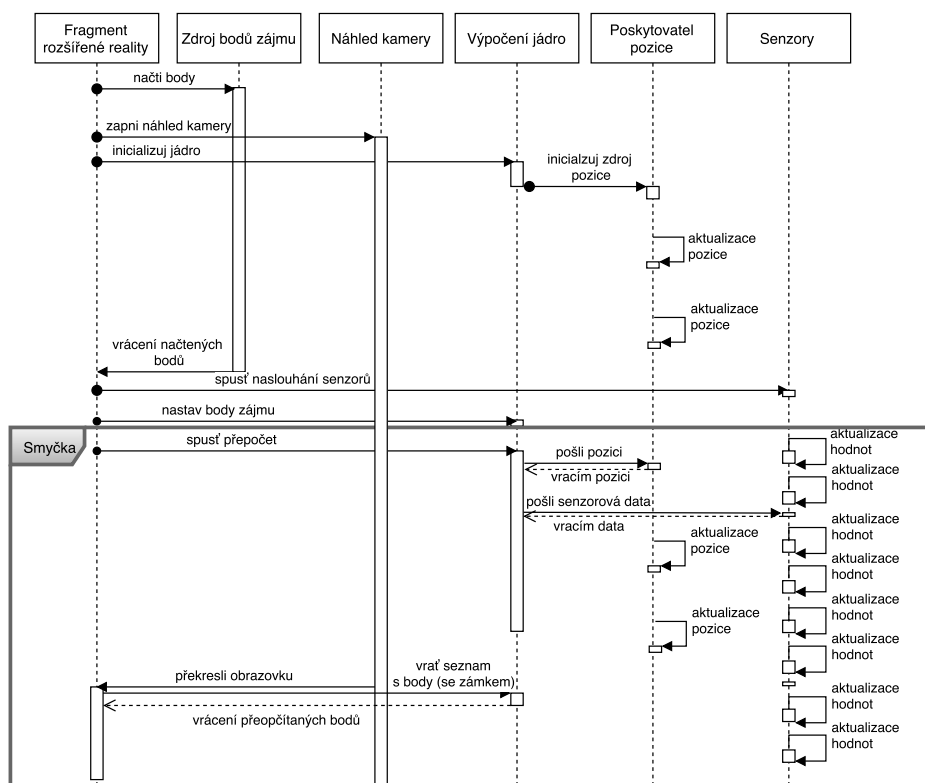 Fragment
rozšířené reality
Zdroj bodů zájmu
Náhled kamery
Výpočení jádro
Poskytovatel
pozice
Senzory
načti body
zapni náhled kamery
inicializuj jádro
inicialzuj zdroj
pozice
aktualizace
pozice
aktualizace
pozice
vrácení načtených
bodů
spusť naslouhání senzorů
nastav body zájmu
Smyčka
spusť přepočet
aktualizace
hodnot
pošli pozici
vracím pozici
aktualizace
hodnot
pošli senzorová data
vracím data
aktualizace
hodnot
aktualizace
pozice
aktualizace
hodnot
aktualizace
hodnot
aktualizace
pozice
aktualizace
hodnot
překresli obrazovku
vrať seznam
s body (se zámkem)
aktualizace
hodnot
vrácení přeopčítaných bodů
aktualizace
hodnot